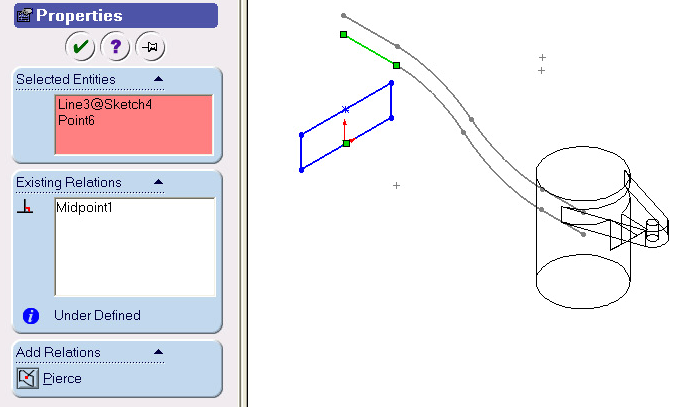 Properties
?
Selected Entities
Line3@Sketch4
Point6
Existing Relations
Midpoint1
Under Defined
Add Relations
Pierce